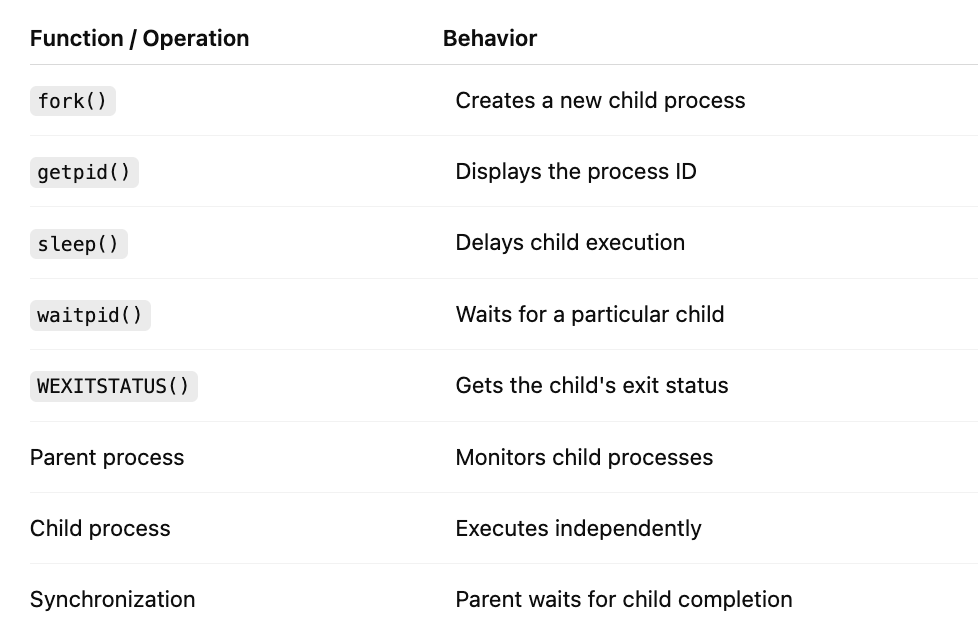 Function / Operation Behavior
fork() Creates a new child process
getpid() Displays the process ID
sleep() Delays child execution
waitpid() Waits for a particular child
WEXITSTATUS() Gets the child's exit status
Parent process Monitors child processes
Child process Executes independently
Synchronization Parent waits for child completion